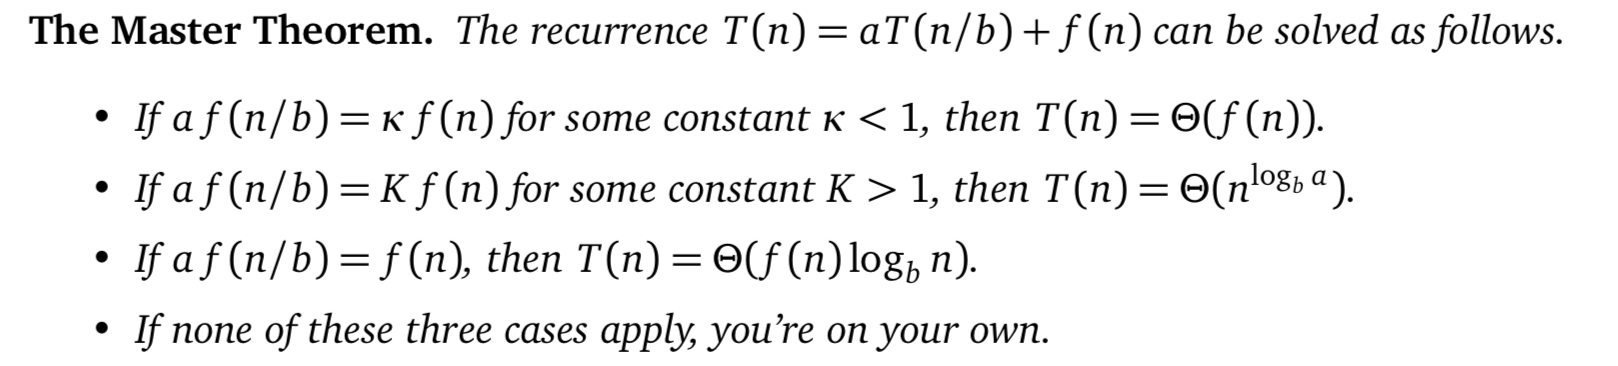 The Master Theorem. The recurrence T(n) = aT(n/b) + f(n) can be solved as follows.
• If a f(n/b) = κ f(n) for some constant κ < 1, then T(n) = Θ(f(n)).
• If a f(n/b) = K f(n) for some constant K > 1, then T(n) = Θ(n^{log_b a}).
• If a f(n/b) = f(n), then T(n) = Θ(f(n) log_b n).
• If none of these three cases apply, you’re on your own.